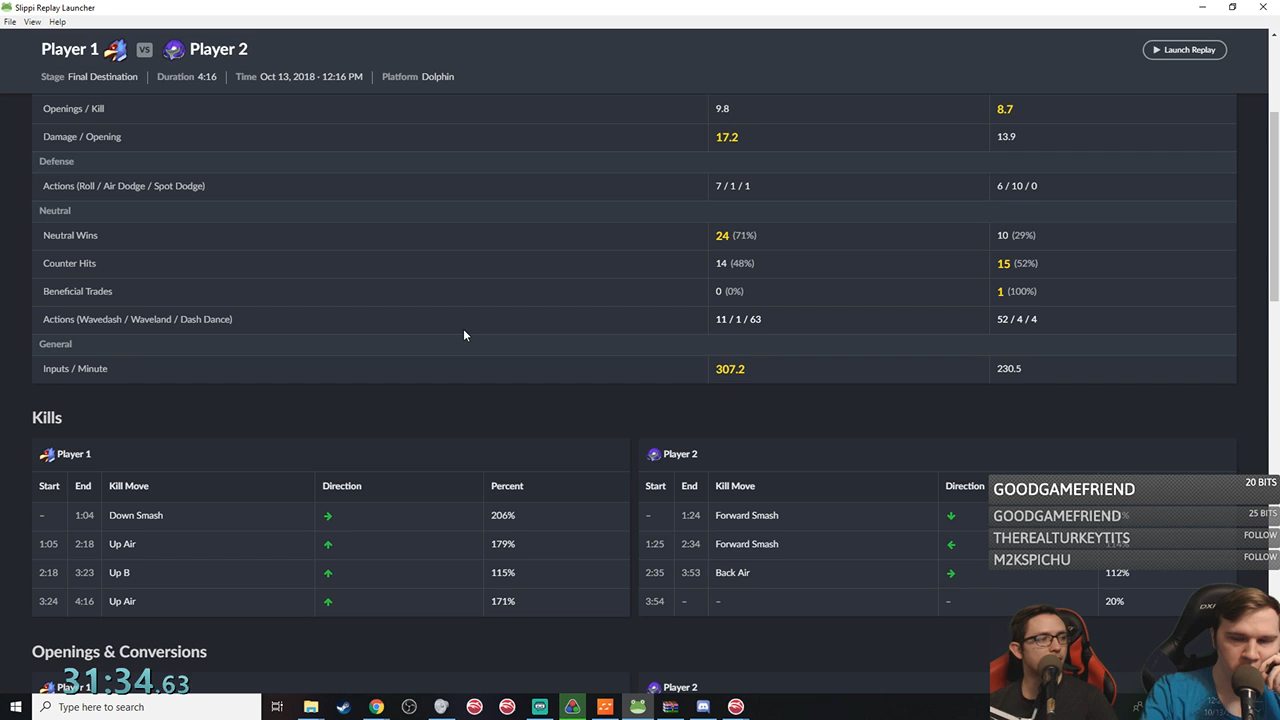 Slippi Replay Launcher
File View Help
Player 1 VS Player 2
Launch Replay
Stage Final Destination Duration 4:16 Time Oct 13, 2018 · 12:16 PM Platform Dolphin
Openings / Kill 9.8 8.7
Damage / Opening 17.2 13.9
Defense
Actions (Roll / Air Dodge / Spot Dodge) 7 / 1 / 1 6 / 10 / 0
Neutral
Neutral Wins 24 (71%) 10 (29%)
Counter Hits 14 (48%) 15 (52%)
Beneficial Trades 0 (0%) 1 (100%)
Actions (Wavedash / Waveland / Dash Dance) 11 / 1 / 63 52 / 4 / 4
General
Inputs / Minute 307.2 230.5
Kills
Player 1
Start End Kill Move Direction Percent
– 1:04 Down Smash 206%
1:05 2:18 Up Air 179%
2:18 3:23 Up B 115%
3:24 4:16 Up Air 171%
Player 2
Start End Kill Move Direction
– 1:24 Forward Smash
1:25 2:34 Forward Smash 114%
2:35 3:53 Back Air 112%
3:54 – – – 20%
GOODGAMEFRIEND 20 BITS
GOODGAMEFRIEND 25 BITS
THEREALTURKEYTITS FOLLOW
M2KSPICHU FOLLOW
Openings & Conversions
Player 1
Player 2
31:34.63
Type here to search